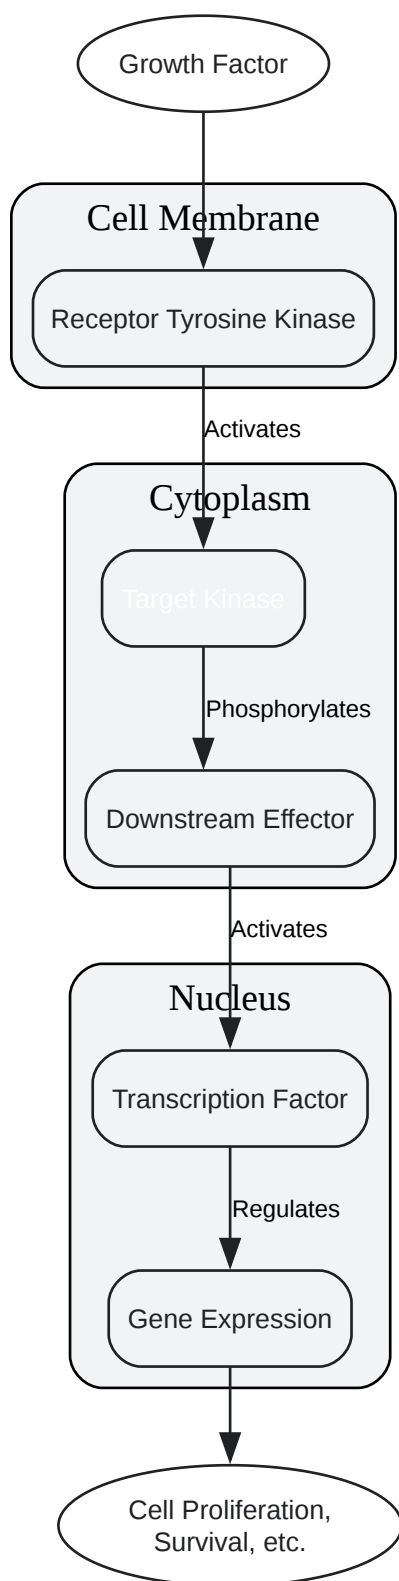 Growth Factor
Cell Membrane
Receptor Tyrosine Kinase
Activates
Cytoplasm
Target Kinase
Phosphorylates
Downstream Effector
Activates
Nucleus
Transcription Factor
Regulates
Gene Expression
Cell Proliferation,
Survival, etc.